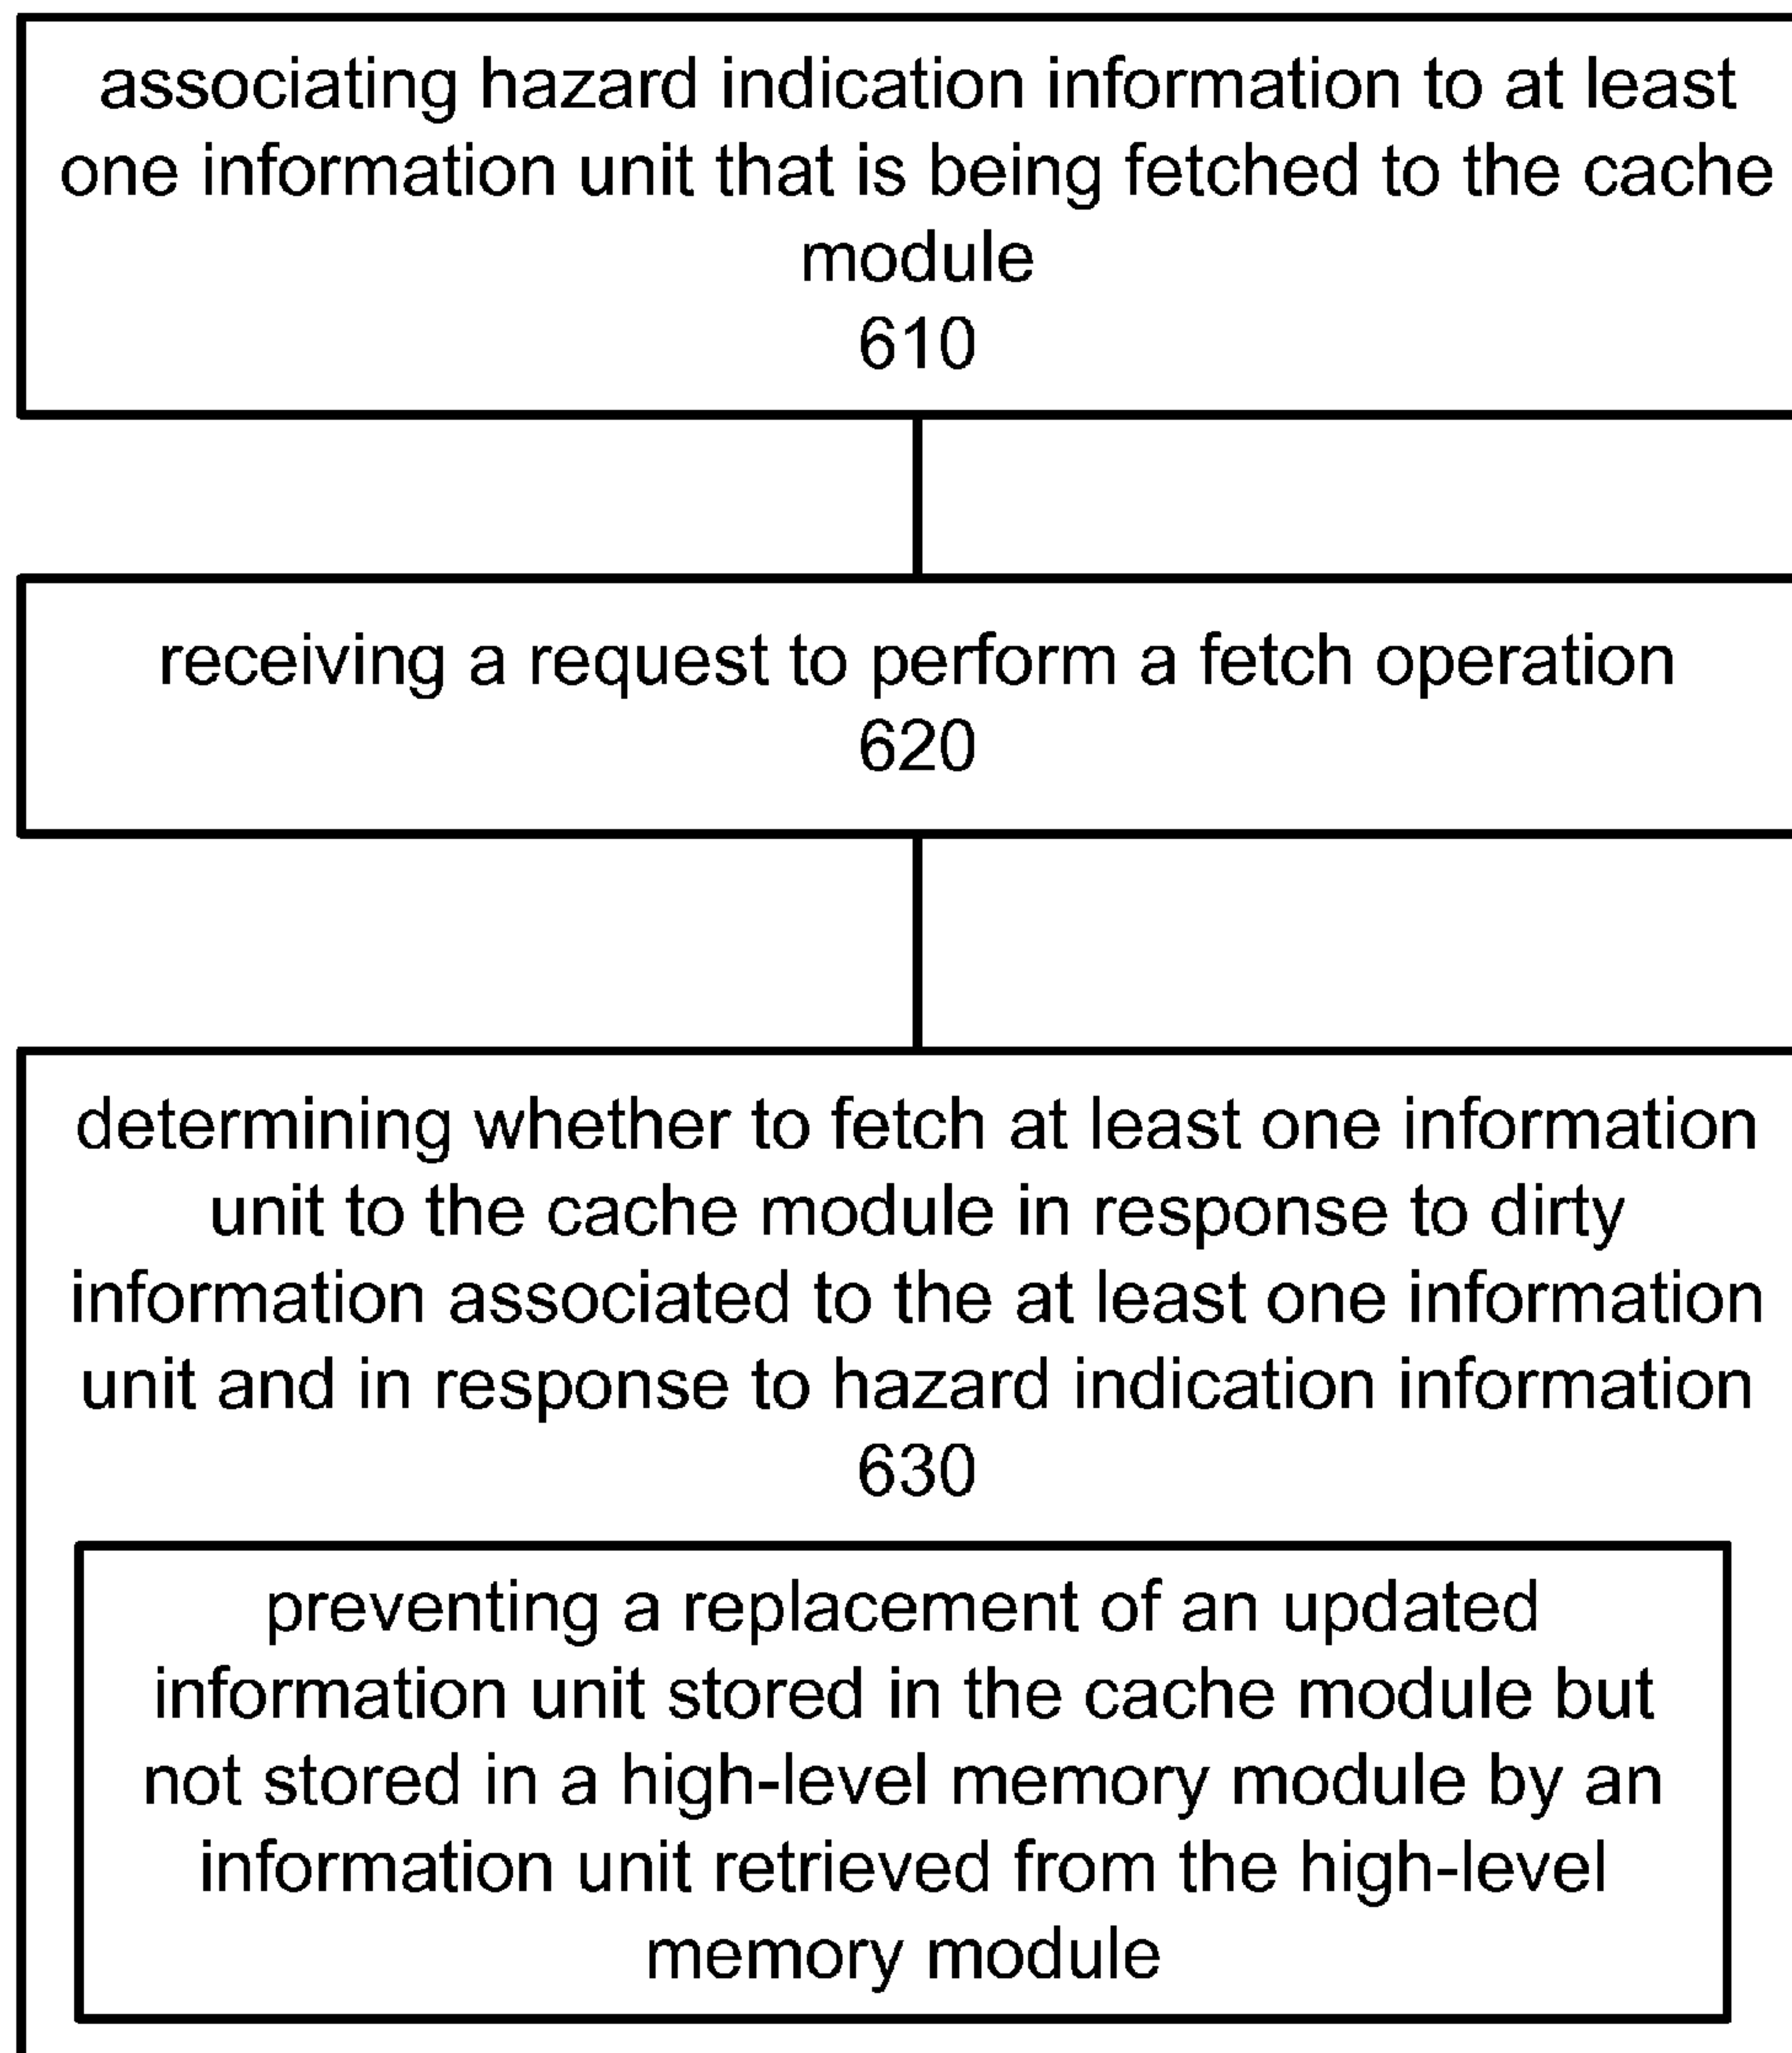 associating hazard indication information to at least
one information unit that is being fetched to the cache
module
610
receiving a request to perform a fetch operation
620
determining whether to fetch at least one information
unit to the cache module in response to dirty
information associated to the at least one information
unit and in response to hazard indication information
630
preventing a replacement of an updated
information unit stored in the cache module but
not stored in a high-level memory module by an
information unit retrieved from the high-level
memory module